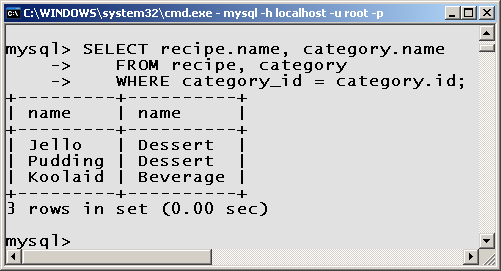 C:\WINDOWS\system32\cmd.exe - mysql -h localhost -u root -p
mysql> SELECT recipe.name, category.name
    ->     FROM recipe, category
    ->     WHERE category_id = category.id;
+---------+----------+
| name    | name     |
+---------+----------+
| Jello   | Dessert  |
| Pudding | Dessert  |
| Koolaid | Beverage |
+---------+----------+
3 rows in set (0.00 sec)
mysql>